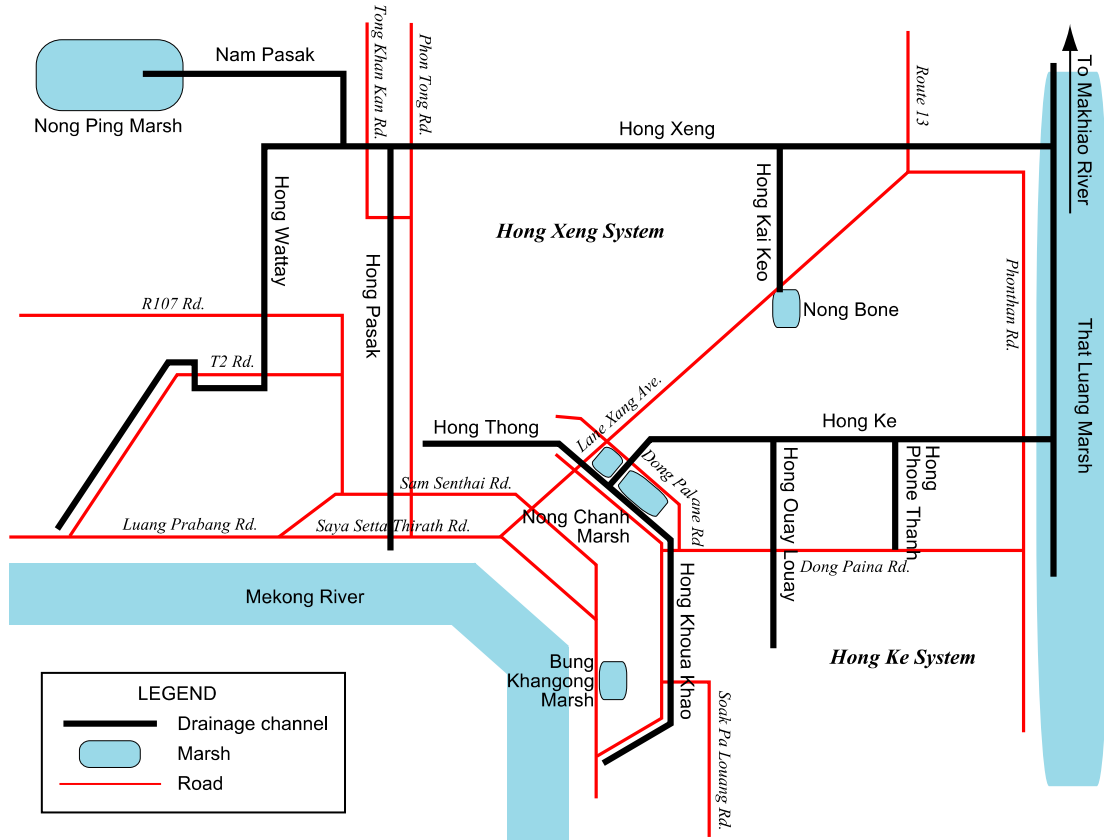 Tong Khan Kan Rd.
Phon Tong Rd.
Nam Pasak
Nong Ping Marsh
Hong Xeng
Route 13
To Makhiao River
Hong Wattay
Hong Pasak
Hong Xeng System
Hong Kai Keo
Nong Bone
Phonthan Rd.
That Luang Marsh
R107 Rd.
T2 Rd.
Lane Xang Ave.
Hong Thong
Hong Ke
Dong Palane Rd
Hong
Phone Thanh
Hong Ouay Louay
Sam Senthai Rd.
Luang Prabang Rd.
Saya Setta Thirath Rd.
Nong Chanh
Marsh
Dong Paina Rd.
Mekong River
Hong Khoua Khao
Bung
Khangong
Marsh
Hong Ke System
Soak Pa Louang Rd.
LEGEND
Drainage channel
Marsh
Road